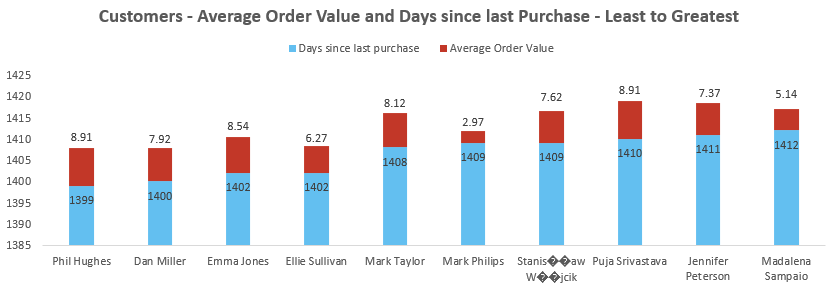 Customers - Average Order Value and Days since last Purchase - Least to Greatest
Days since last purchase Average Order Value
1425
1420
1415
1410
1405
1400
1395
1390
1385
8.91 7.92 8.54 6.27 8.12 2.97 7.62 8.91 7.37 5.14
1399 1400 1402 1402 1408 1409 1409 1410 1411 1412
Phil Hughes Dan Miller Emma Jones Ellie Sullivan Mark Taylor Mark Philips Stanis��aw Puja Srivastava Jennifer Madalena
W��jcik Peterson Sampaio